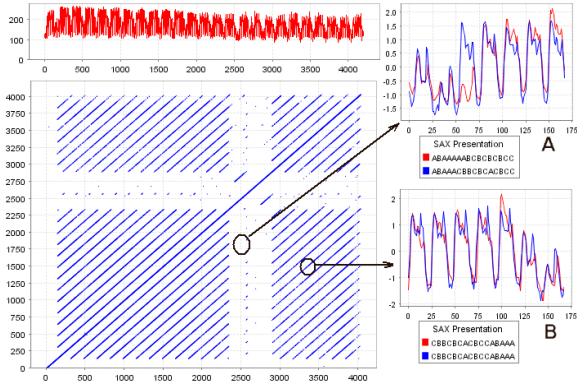 200
100
0
0 500 1000 1500 2000 2500 3000 3500 4000
4000
3750
3500
3250
3000
2750
2500
2250
2000
1750
1500
1250
1000
750
500
250
0
0 500 1000 1500 2000 2500 3000 3500 4000
2.0
1.5
1.0
0.5
0.0
-0.5
-1.0
-1.5
0 25 50 75 100 125 150 175
SAX Presentation
ABAAAAABCBCBCBCC
ABAAACBBCBCACBCC
A
2
1
0
-1
-2
0 25 50 75 100 125 150 175
SAX Presentation
CBBCBCACBCCABAAA
CBBCBCACBCCABAAA
B